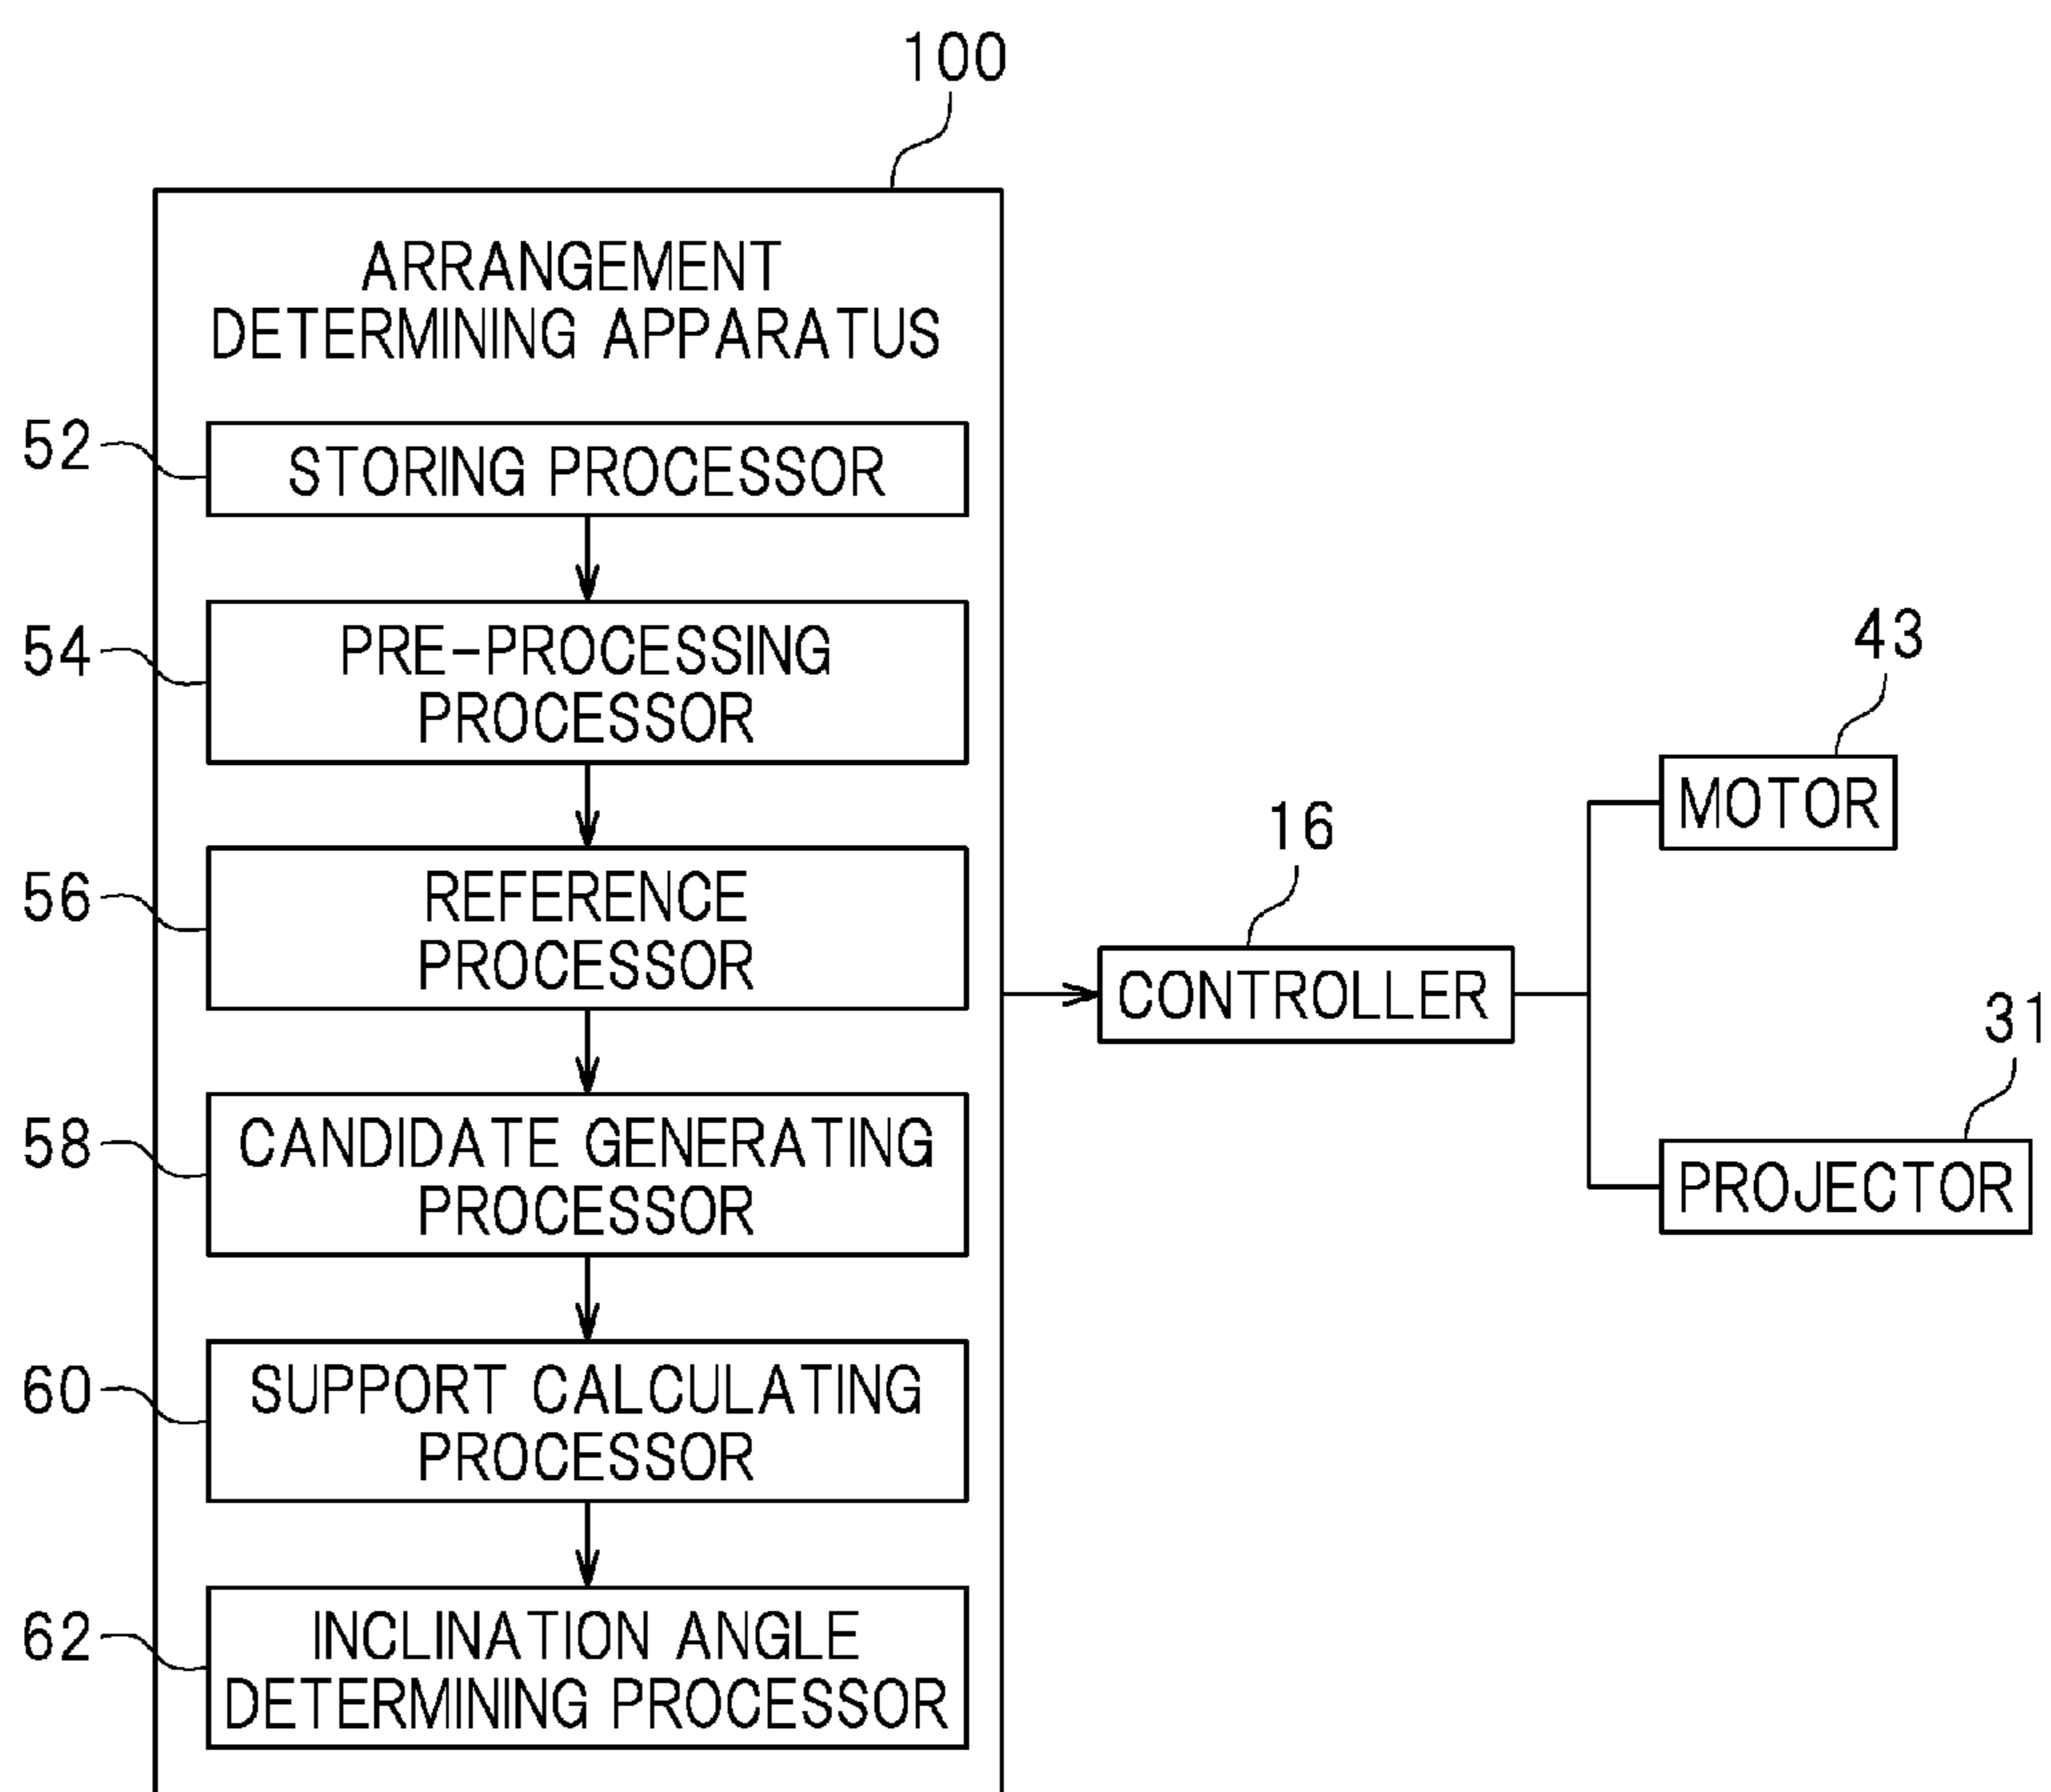 100
ARRANGEMENT
DETERMINING APPARATUS
52
STORING PROCESSOR
54
PRE-PROCESSING
PROCESSOR
56
REFERENCE
PROCESSOR
58
CANDIDATE GENERATING
PROCESSOR
60
SUPPORT CALCULATING
PROCESSOR
62
INCLINATION ANGLE
DETERMINING PROCESSOR
16
CONTROLLER
43
MOTOR
31
PROJECTOR